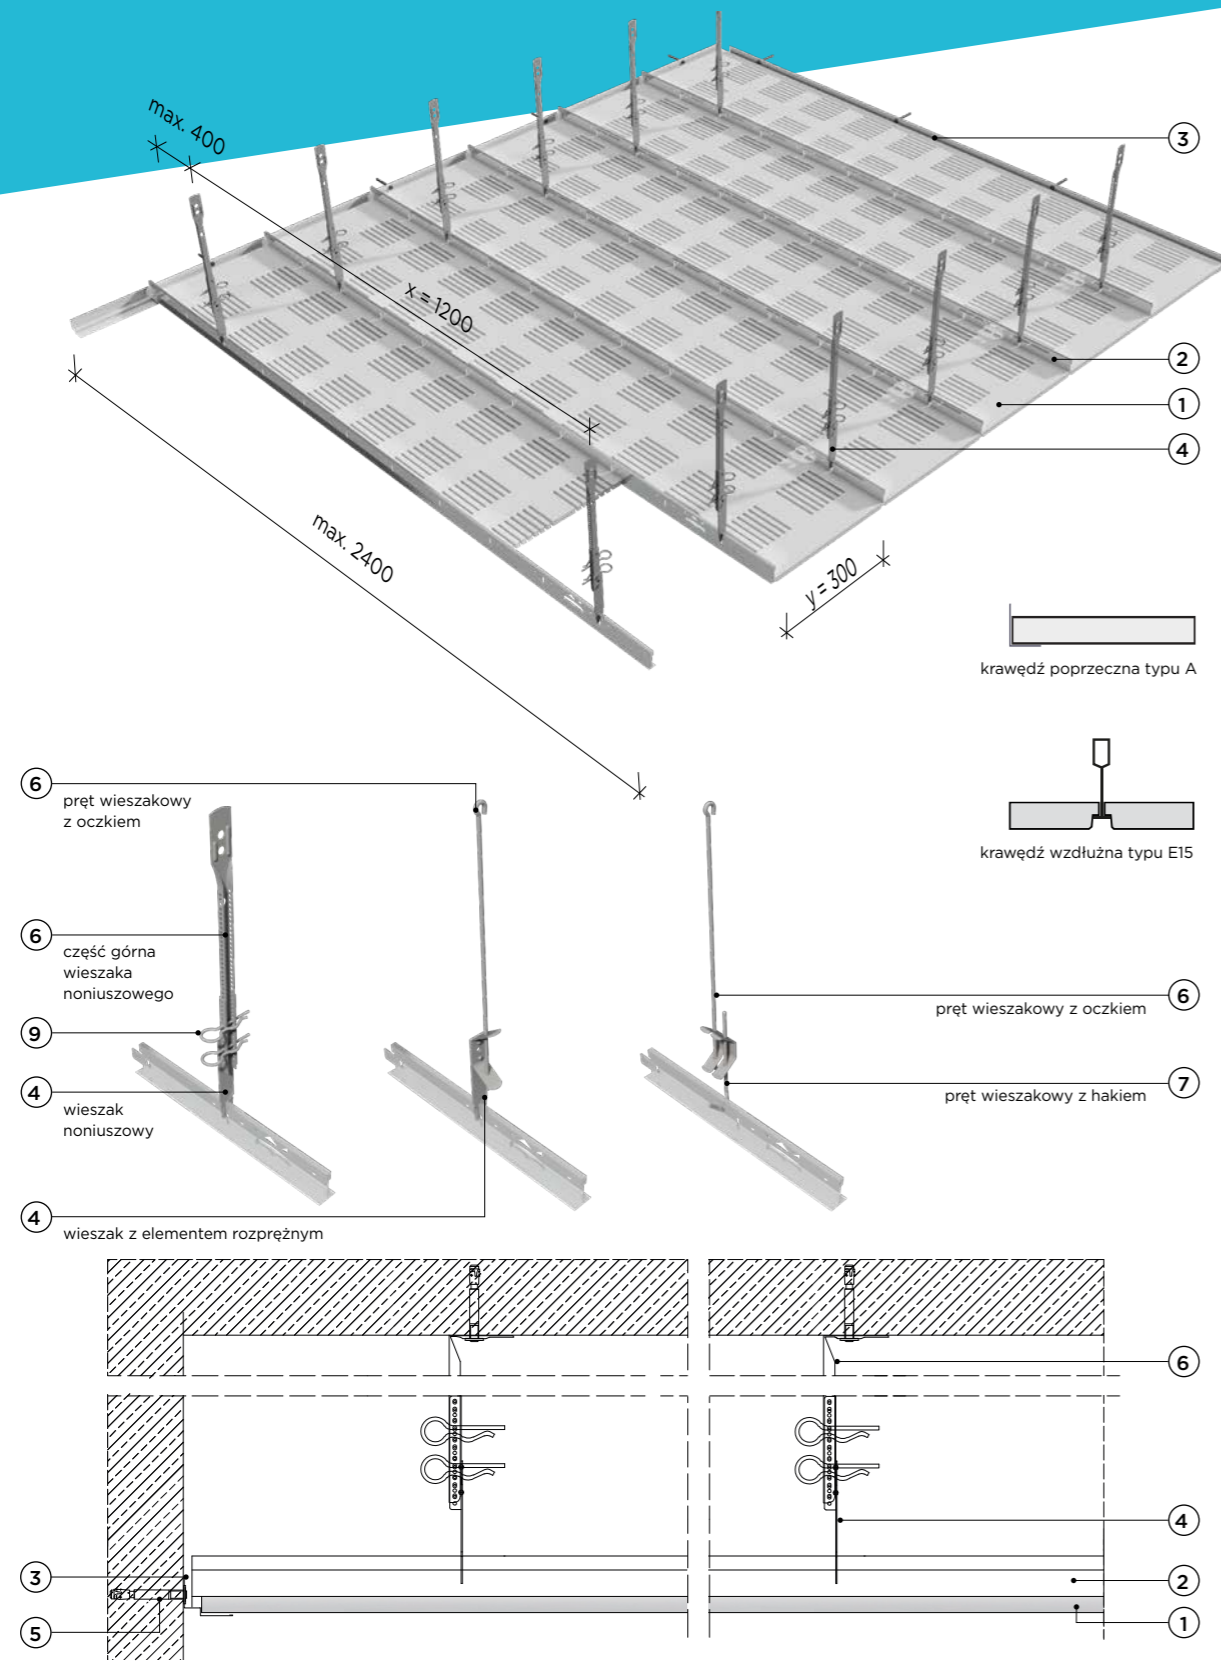 max. 400
3
x = 1200
2
1
4
max. 2400
y = 300
krawędź poprzeczna typu A
6
pręt wieszakowy
z oczkiem
krawędź wzdłużna typu E15
6
część górna
wieszaka
noniuszowego
6
pręt wieszakowy z oczkiem
9
4
wieszak
noniuszowy
7
pręt wieszakowy z hakiem
4
wieszak z elementem rozprężnym
6
4
3
2
5
1